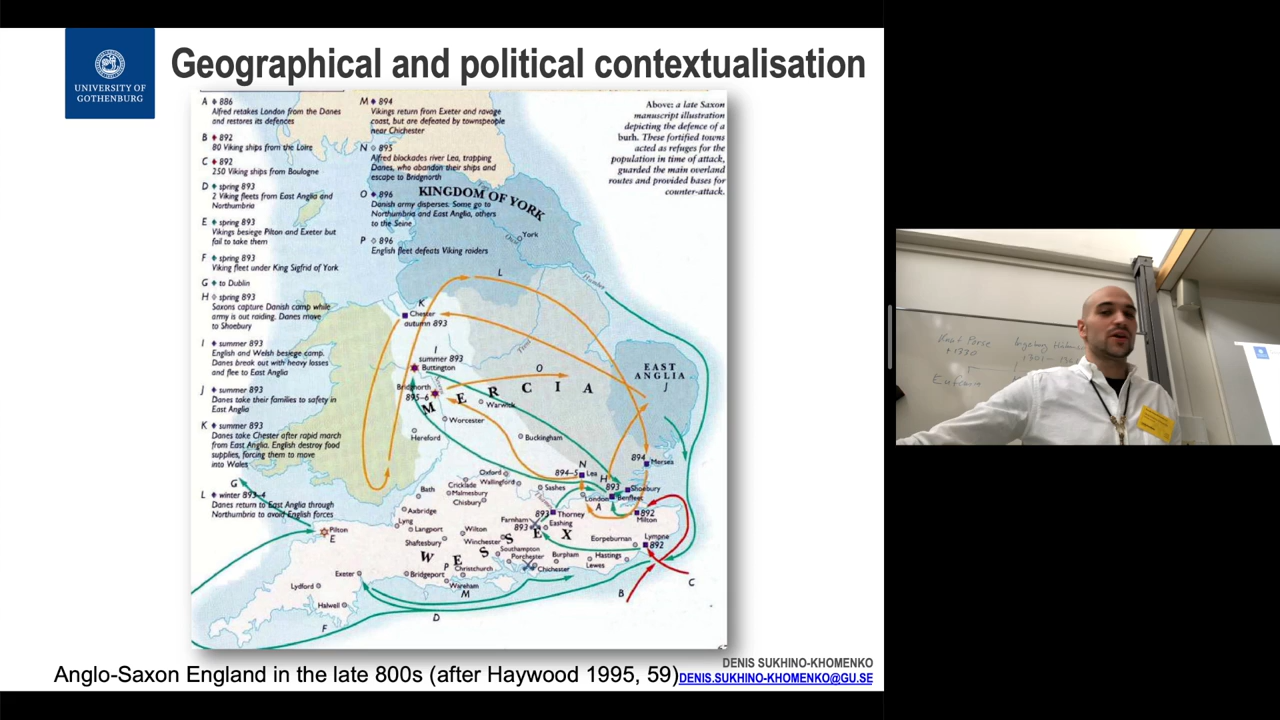 UNIVERSITY OF
GOTHENBURG
Geographical and political contextualisation
A ♦ 886
Alfred retakes London from the Danes
and restores its defences
B ♦ 892
80 Viking ships from the Loire
C ♦ 892
250 Viking ships from Boulogne
D ♦ spring 893
2 Viking fleets from East Anglia and
Northumbria
E ♦ spring 893
Vikings besiege Pilton and Exeter but
fail to take them
F ♦ spring 893
Viking fleet under King Sigfrid of York
G ♦ to Dublin
H ◊ spring 893
Saxons capture Danish camp while
army is out raiding. Danes move
to Shoebury
I ♦ summer 893
English and Welsh besiege camp.
Danes break out with heavy losses
and flee to East Anglia
J ♦ summer 893
Danes take their families to safety in
East Anglia
K ♦ summer 893
Danes take Chester after rapid march
from East Anglia. English destroy food
supplies, forcing them to move
into Wales
L ♦ winter 893-4
Danes return to East Anglia through
Northumbria to avoid English forces
M ♦ 894
Vikings return from Exeter and ravage
coast, but are defeated by townspeople
near Chichester
N ◊ 895
Alfred blockades river Lea, trapping
Danes, who abandon their ships and
escape to Bridgnorth
O ♦ 896
Danish army disperses. Some go to
Northumbria and East Anglia, others
to the Seine
P ◊ 896
English fleet defeats Viking raiders
Above: a late Saxon
manuscript illustration
depicting the defence of a
burh. These fortified towns
acted as refuges for the
population in time of attack,
guarded the main overland
routes and provided bases for
counter-attack.
KINGDOM OF YORK
York
Ouse
Humber
L
K
Chester
autumn 893
I
summer 893
Buttington
Trent
O
EAST
ANGLIA
J
Bridgnorth
895-6
MERCIA
Warwick
Worcester
Hereford
Buckingham
894
Mersea
N
894-5 Lea
H
893
Shoebury
Benfleet
London
A
Oxford
Wallingford
Sashes
Cricklade
Malmesbury
Chisbury
Bath
Axbridge
Lyng
Langport
Wilton
Shaftesbury
Winchester
893
Thorney
Farnham
893
Eashing
892
Milton
WESSEX
Eorpeburnan
Lympne
892
Southampton
Porchester
Burpham
Hastings
Lewes
Chichester
P
Christchurch
Bridgeport
Wareham
M
Exeter
Lydford
Halwell
Pilton
E
G
F
D
B
C
Anglo-Saxon England in the late 800s (after Haywood 1995, 59)
DENIS SUKHINO-KHOMENKO
DENIS.SUKHINO-KHOMENKO@GU.SE
Knut Porse
+1330